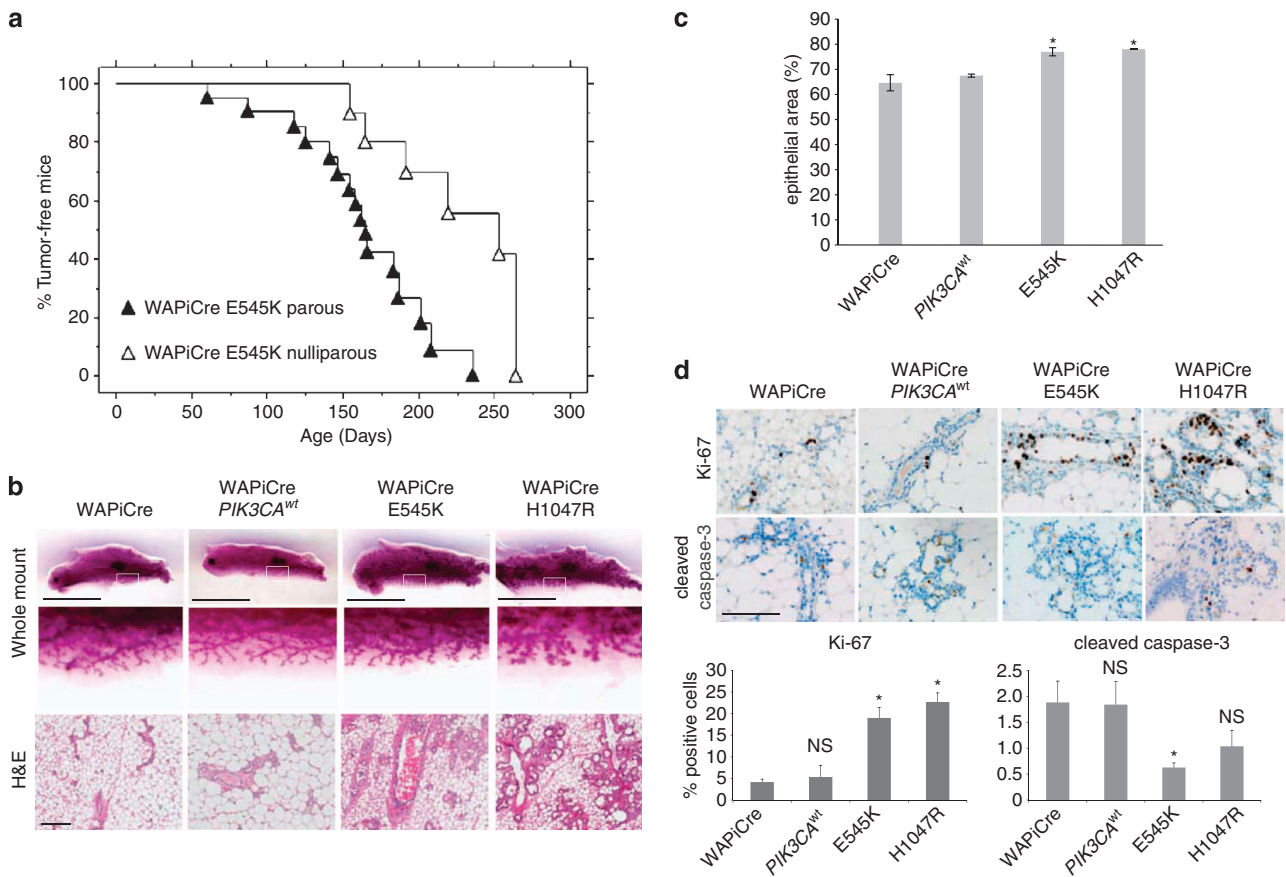 a
100
80
60
40
20
0
% Tumor-free mice
WAPiCre E545K parous
WAPiCre E545K nulliparous
0 50 100 150 200 250 300
Age (Days)
b
WAPiCre
WAPiCre
PIK3CAwt
WAPiCre
E545K
WAPiCre
H1047R
Whole mount
H&E
c
epithelial area (%)
90
80
70
60
50
40
30
20
10
0
* *
WAPiCre
PIK3CAwt
E545K
H1047R
d
WAPiCre
WAPiCre
PIK3CAwt
WAPiCre
E545K
WAPiCre
H1047R
Ki-67
cleaved
caspase-3
Ki-67
% positive cells
30
25
20
15
10
5
0
NS * *
WAPiCre
PIK3CAwt
E545K
H1047R
cleaved caspase-3
2.5
2.0
1.5
1.0
0.5
0
NS * NS
WAPiCre
PIK3CAwt
E545K
H1047R